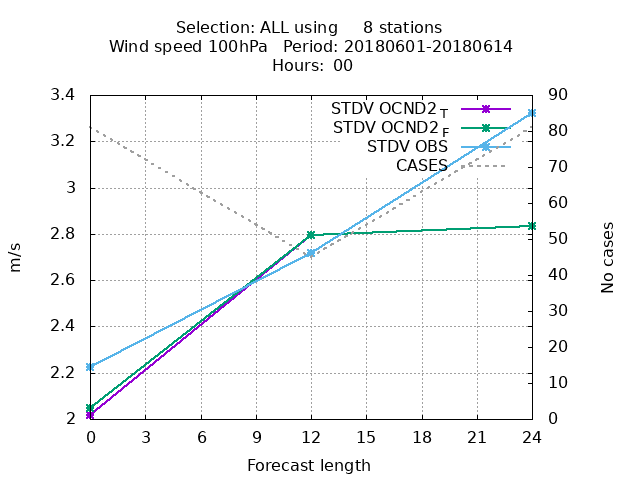 Selection: ALL using     8 stations
Wind speed 100hPa   Period: 20180601-20180614
Hours:  00
STDV OCND2 T
STDV OCND2 F
STDV OBS
CASES
m/s
3.4
3.2
3
2.8
2.6
2.4
2.2
2
90
80
70
60
50
40
30
20
10
0
No cases
0 3 6 9 12 15 18 21 24
Forecast length